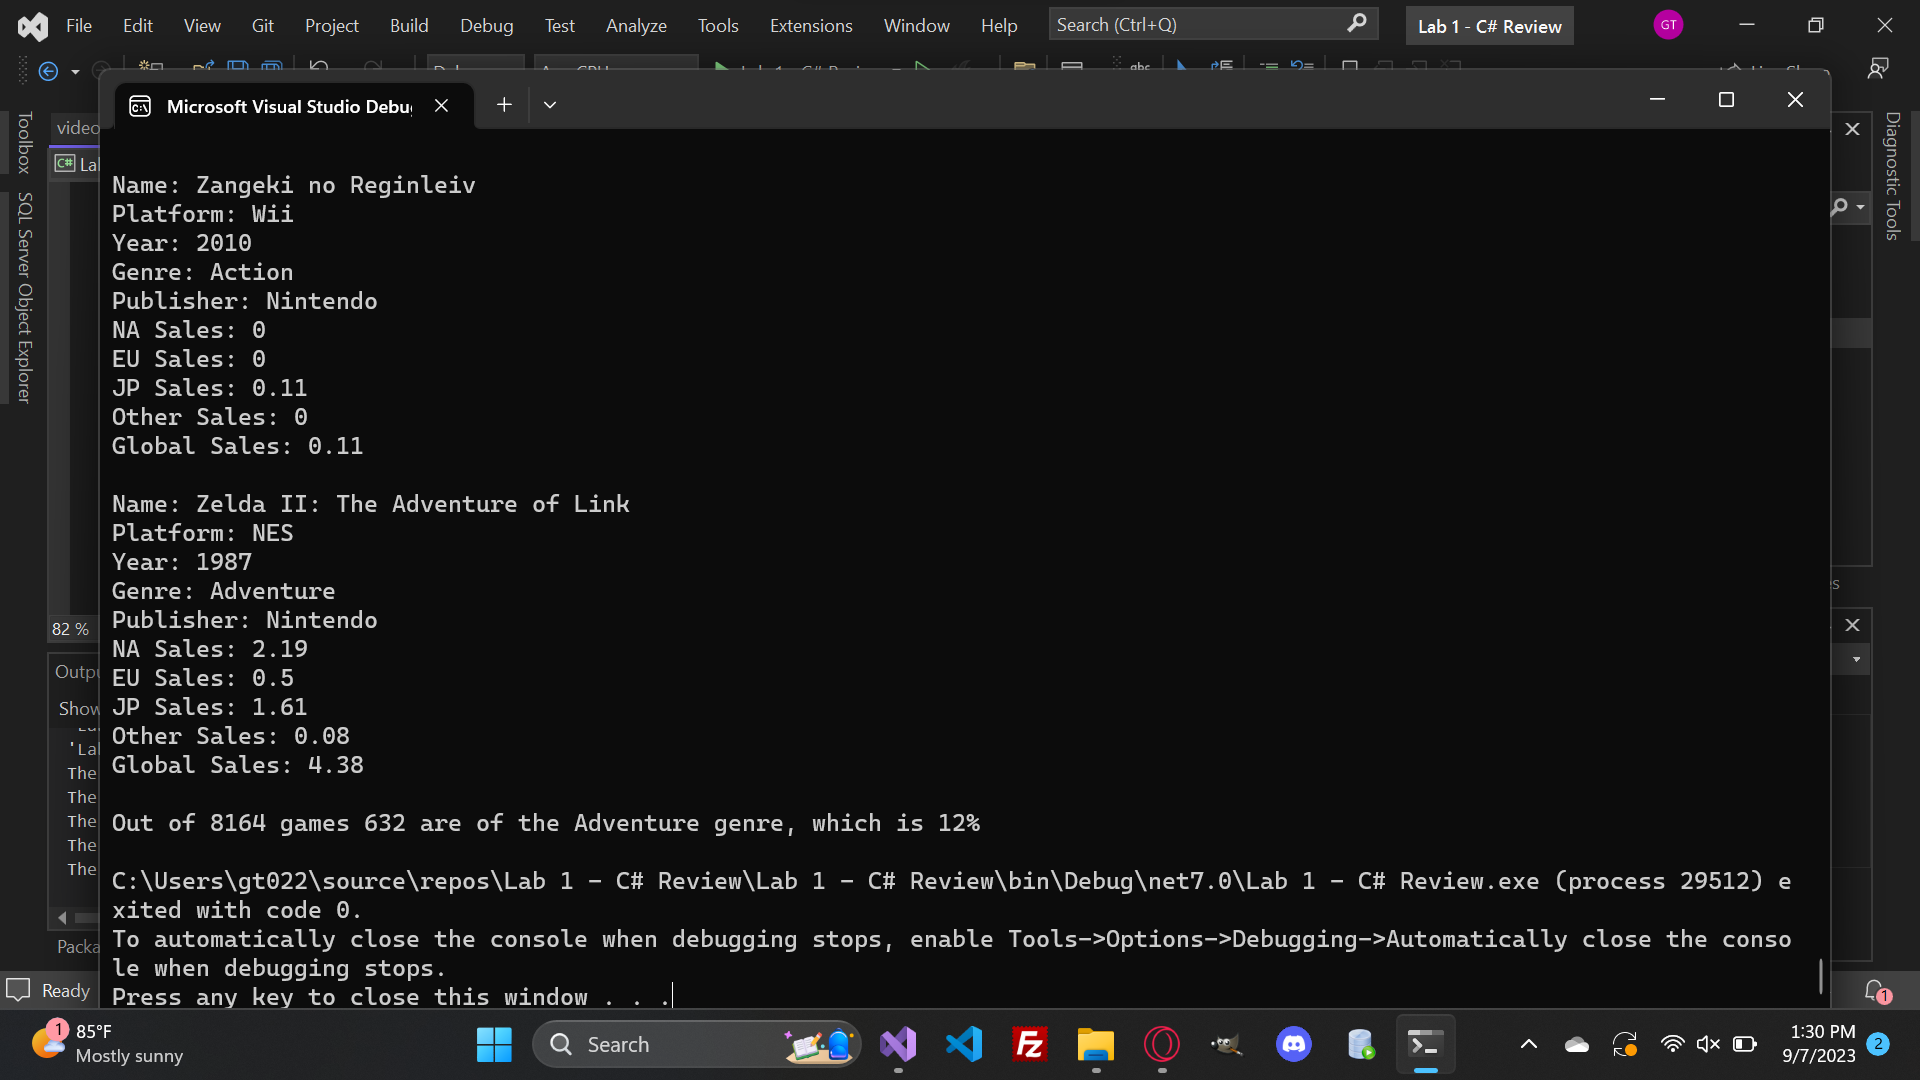 File Edit View Git Project Build Debug Test Analyze Tools Extensions Window Help Search (Ctrl+Q) Lab 1 - C# Review GT
Microsoft Visual Studio Debu
Toolbox
SQL Server Object Explorer
Diagnostic Tools
video
C# La
Name: Zangeki no Reginleiv
Platform: Wii
Year: 2010
Genre: Action
Publisher: Nintendo
NA Sales: 0
EU Sales: 0
JP Sales: 0.11
Other Sales: 0
Global Sales: 0.11
Name: Zelda II: The Adventure of Link
Platform: NES
Year: 1987
Genre: Adventure
Publisher: Nintendo
NA Sales: 2.19
EU Sales: 0.5
JP Sales: 1.61
Other Sales: 0.08
Global Sales: 4.38
Out of 8164 games 632 are of the Adventure genre, which is 12%
C:\Users\gt022\source\repos\Lab 1 - C# Review\Lab 1 - C# Review\bin\Debug\net7.0\Lab 1 - C# Review.exe (process 29512) e
xited with code 0.
To automatically close the console when debugging stops, enable Tools->Options->Debugging->Automatically close the conso
le when debugging stops.
Press any key to close this window . . .
82 %
Outpu
Show
'Lal
The
The
The
The
The
Packa
Ready
1
1
85°F
Mostly sunny
Search
1:30 PM
9/7/2023
2